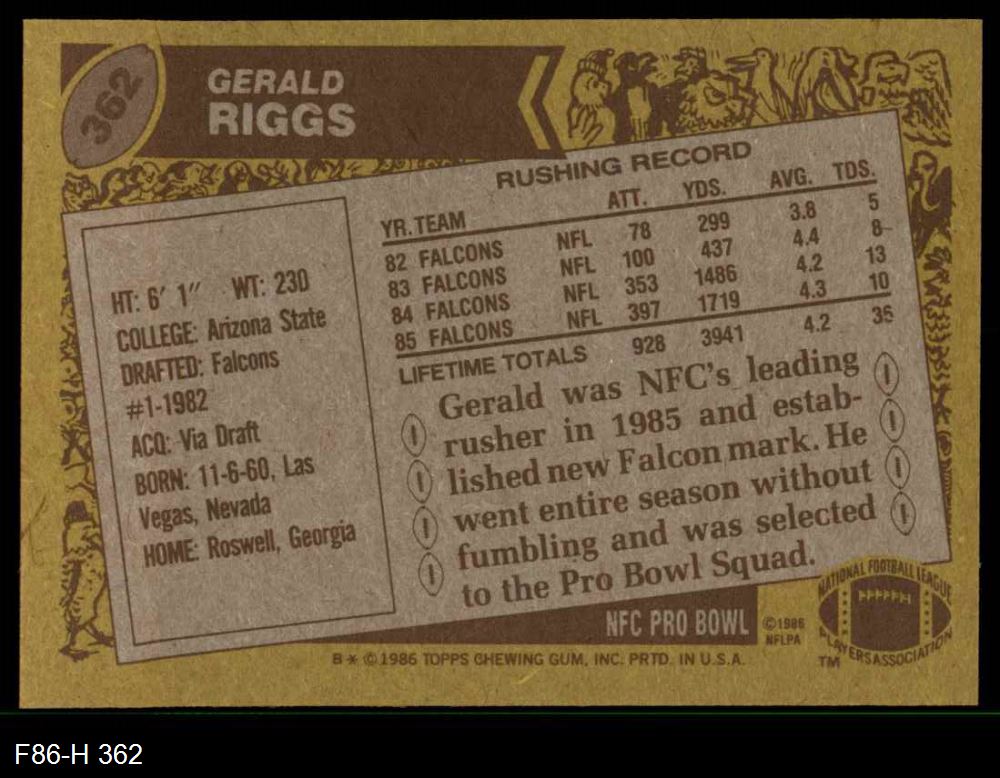 362
GERALD
RIGGS
RUSHING RECORD
YR. TEAM ATT. YDS. AVG. TDS.
82 FALCONS NFL 78 299 3.8 5
83 FALCONS NFL 100 437 4.4 8
84 FALCONS NFL 353 1486 4.2 13
85 FALCONS NFL 397 1719 4.3 10
LIFETIME TOTALS 928 3941 4.2 36
HT: 6' 1" WT: 230
COLLEGE: Arizona State
DRAFTED: Falcons
#1-1982
ACQ: Via Draft
BORN: 11-6-60, Las
Vegas, Nevada
HOME: Roswell, Georgia
Gerald was NFC's leading
rusher in 1985 and estab-
lished new Falcon mark. He
went entire season without
fumbling and was selected
to the Pro Bowl Squad.
NFC PRO BOWL
©1986
NFLPA
NATIONAL FOOTBALL LEAGUE
PLAYERS ASSOCIATION
TM
B * © 1986 TOPPS CHEWING GUM, INC. PRTD. IN U.S.A.
F86-H 362